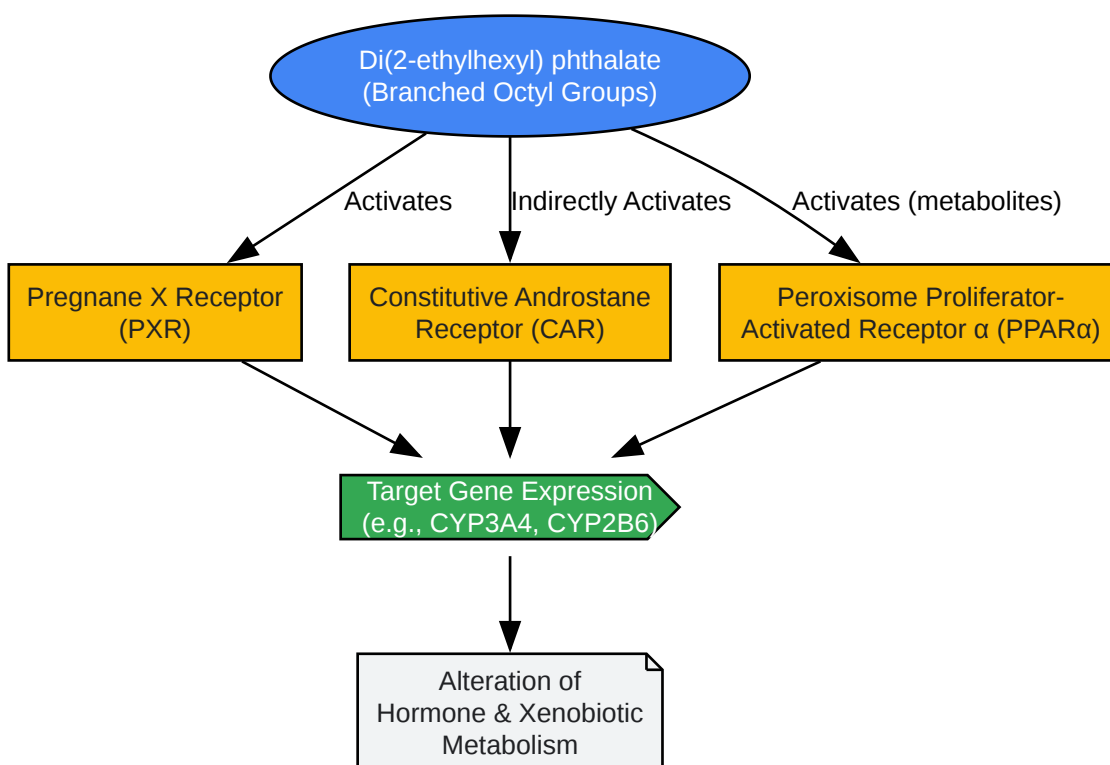 Di(2-ethylhexyl) phthalate
(Branched Octyl Groups)
Activates
Indirectly Activates
Activates (metabolites)
Pregnane X Receptor
(PXR)
Constitutive Androstane
Receptor (CAR)
Peroxisome Proliferator-
Activated Receptor α (PPARα)
Target Gene Expression
(e.g., CYP3A4, CYP2B6)
Alteration of
Hormone & Xenobiotic
Metabolism